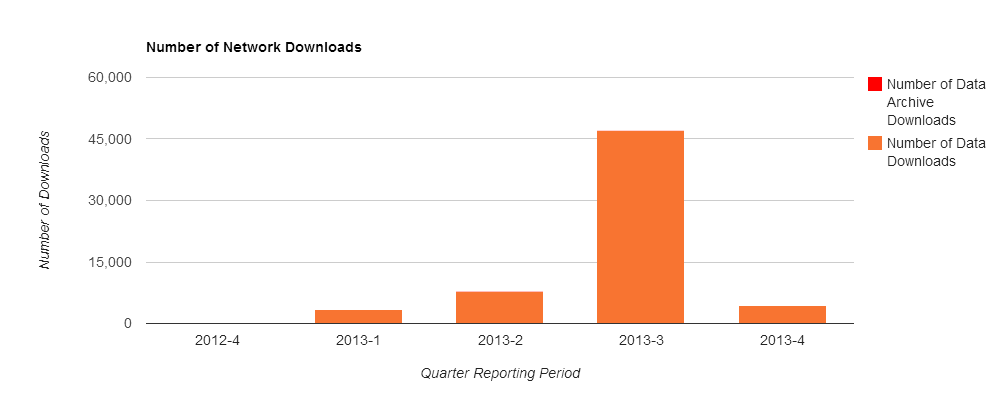 Number of Network Downloads
60,000
45,000
30,000
15,000
0
Number of Downloads
2012-4
2013-1
2013-2
2013-3
2013-4
Quarter Reporting Period
Number of Data
Archive
Downloads
Number of Data
Downloads